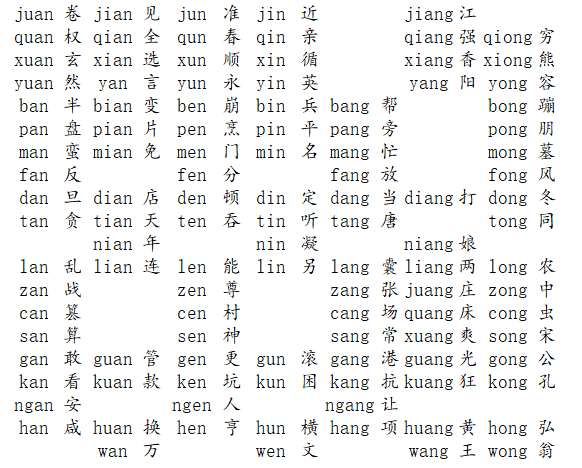 juan 卷 jian 见 jun 准 jin 近 jiang 江
quan 权 qian 全 qun 春 qin 亲 qiang 强 qiong 穷
xuan 玄 xian 选 xun 顺 xin 循 xiang 香 xiong 熊
yuan 然 yan 言 yun 永 yin 英 yang 阳 yong 容
ban 半 bian 变 ben 崩 bin 兵 bang 帮 bong 蹦
pan 盘 pian 片 pen 烹 pin 平 pang 旁 pong 朋
man 蛮 mian 免 men 门 min 名 mang 忙 mong 墓
fan 反 fen 分 fang 放 fong 风
dan 旦 dian 店 den 顿 din 定 dang 当 diang 打 dong 冬
tan 贪 tian 天 ten 吞 tin 听 tang 唐 tong 同
nian 年 nin 凝 niang 娘
lan 乱 lian 连 len 能 lin 另 lang 囊 liang 两 long 农
zan 战 zen 尊 zang 张 juang 庄 zong 中
can 篡 cen 村 cang 场 quang 床 cong 虫
san 算 sen 神 sang 常 xuang 爽 song 宋
gan 敢 guan 管 gen 更 gun 滚 gang 港 guang 光 gong 公
kan 看 kuan 款 ken 坑 kun 困 kang 抗 kuang 狂 kong 孔
ngan 安 ngen 人 ngang 让
han 咸 huan 换 hen 亨 hun 横 hang 项 huang 黄 hong 弘
wan 万 wen 文 wang 王 wong 翁